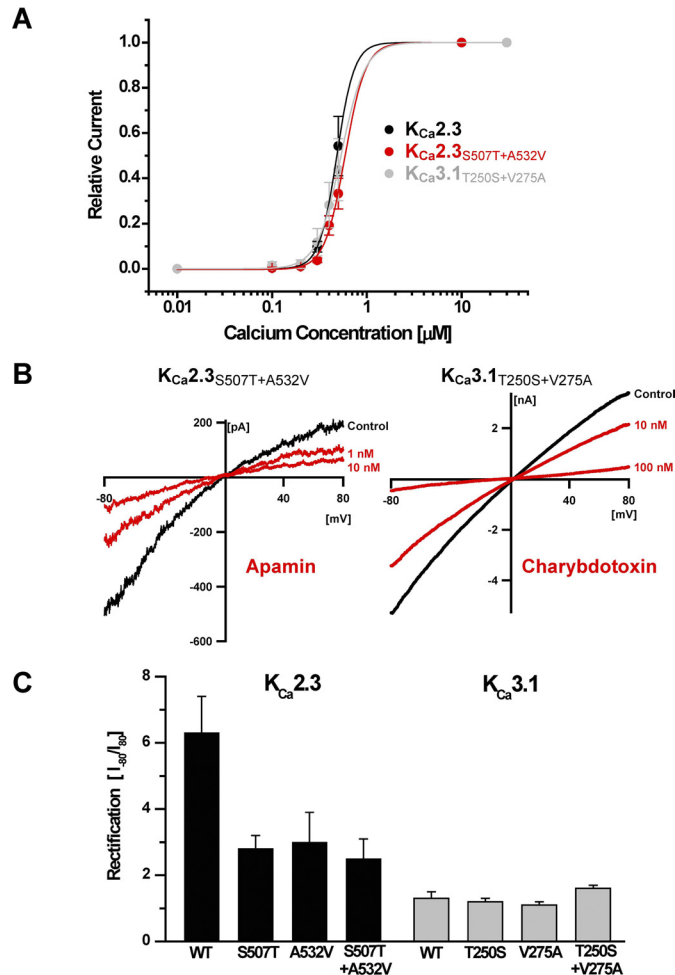 A
Relative Current
1.0
0.8
0.6
0.4
0.2
0.0
0.01
0.1
1
10
Calcium Concentration [µM]
KCa2.3
KCa2.3S507T+A532V
KCa3.1T250S+V275A
B
KCa2.3S507T+A532V
[pA]
200
Control
1 nM
10 nM
-80
40
80
[mV]
-200
-400
-600
Apamin
KCa3.1T250S+V275A
[nA]
Control
2
10 nM
100 nM
-80
40
80
[mV]
-2
-4
Charybdotoxin
C
KCa2.3
KCa3.1
Rectification [ I-80/I80]
8
6
4
2
0
WT
S507T
A532V
S507T
+A532V
WT
T250S
V275A
T250S
+V275A